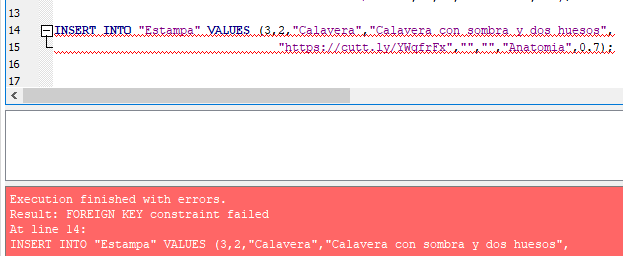 13
14 INSERT INTO "Estampa" VALUES (3,2,"Calavera","Calavera con sombra y dos huesos",
15 "https://cutt.ly/YWqfrFx","","","Anatomia",0.7);
16
17
Execution finished with errors.
Result: FOREIGN KEY constraint failed
At line 14:
INSERT INTO "Estampa" VALUES (3,2,"Calavera","Calavera con sombra y dos huesos",